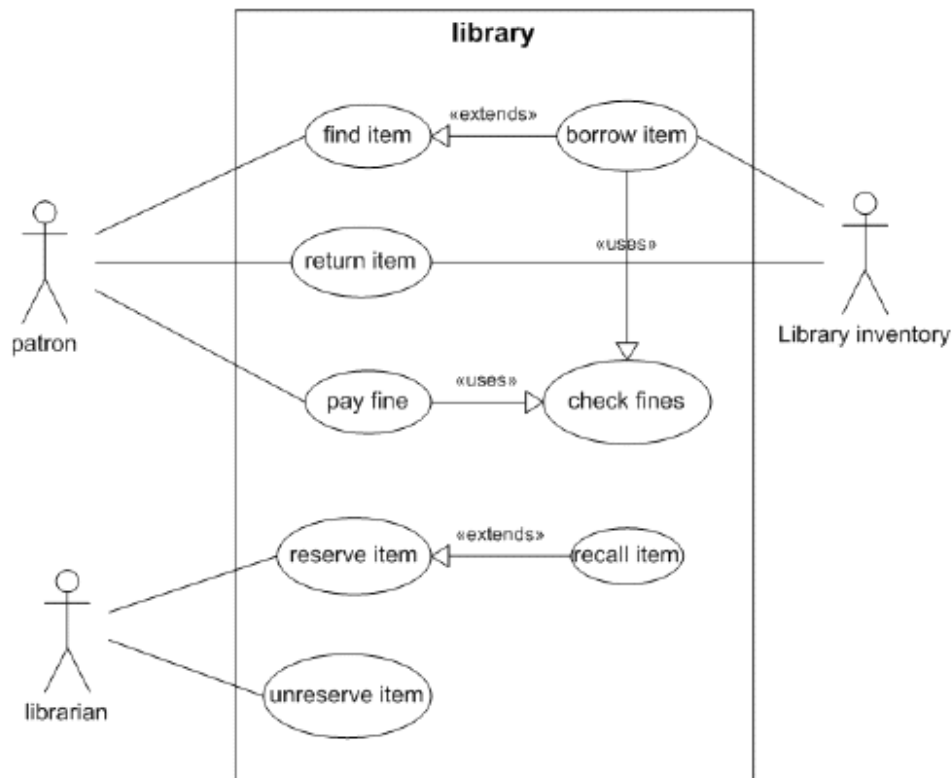 library
«extends»
find item
borrow item
«uses»
return item
patron
Library inventory
«uses»
pay fine
check fines
«extends»
reserve item
recall item
unreserve item
librarian